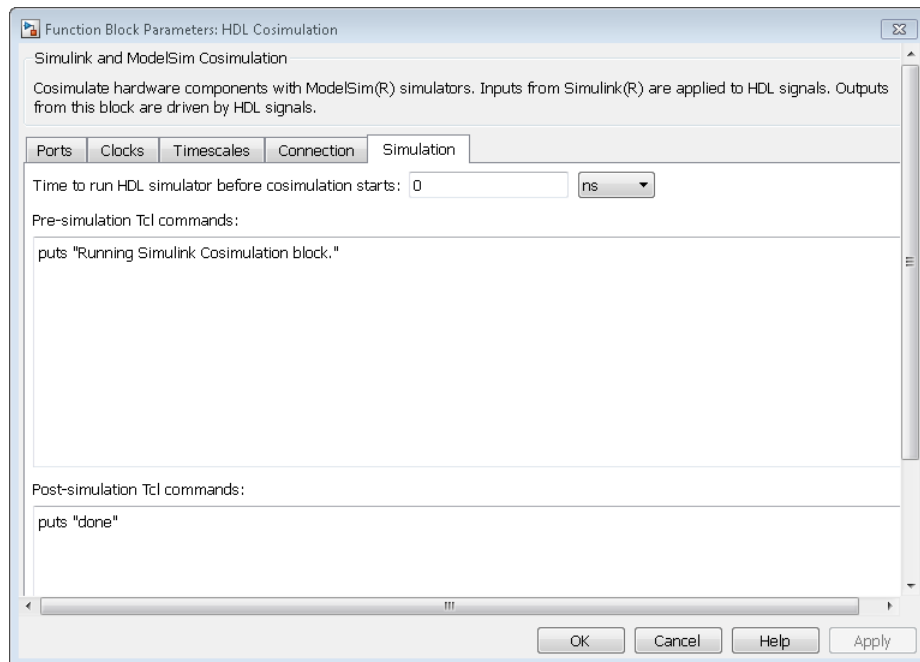 Function Block Parameters: HDL Cosimulation
Simulink and ModelSim Cosimulation
Cosimulate hardware components with ModelSim(R) simulators. Inputs from Simulink(R) are applied to HDL signals. Outputs
from this block are driven by HDL signals.
Ports Clocks Timescales Connection Simulation
Time to run HDL simulator before cosimulation starts: 0 ns
Pre-simulation Tcl commands:
puts "Running Simulink Cosimulation block."
Post-simulation Tcl commands:
puts "done"
OK Cancel Help Apply